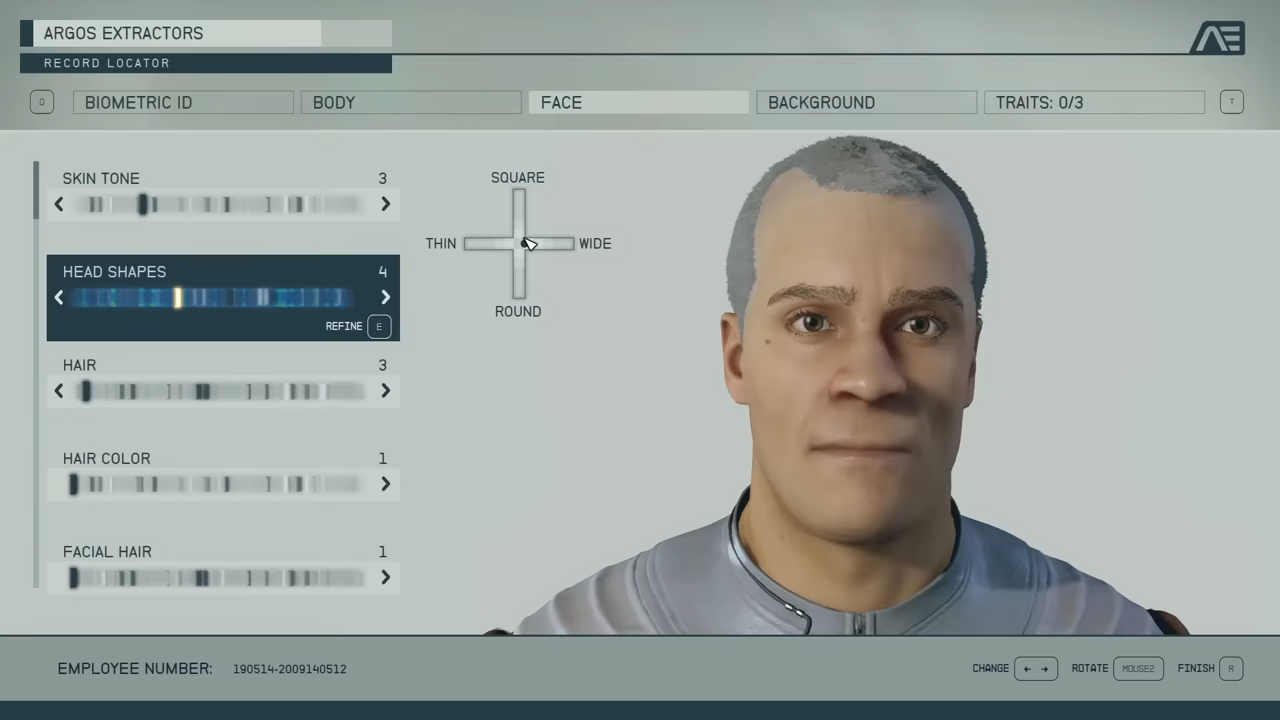 ARGOS EXTRACTORS
AE
RECORD LOCATOR
Q BIOMETRIC ID BODY FACE BACKGROUND TRAITS: 0/3 T
SKIN TONE 3
HEAD SHAPES 4
REFINE E
HAIR 3
HAIR COLOR 1
FACIAL HAIR 1
SQUARE
THIN WIDE
ROUND
EMPLOYEE NUMBER: 190514-2009140512
CHANGE ← → ROTATE MOUSE2 FINISH R